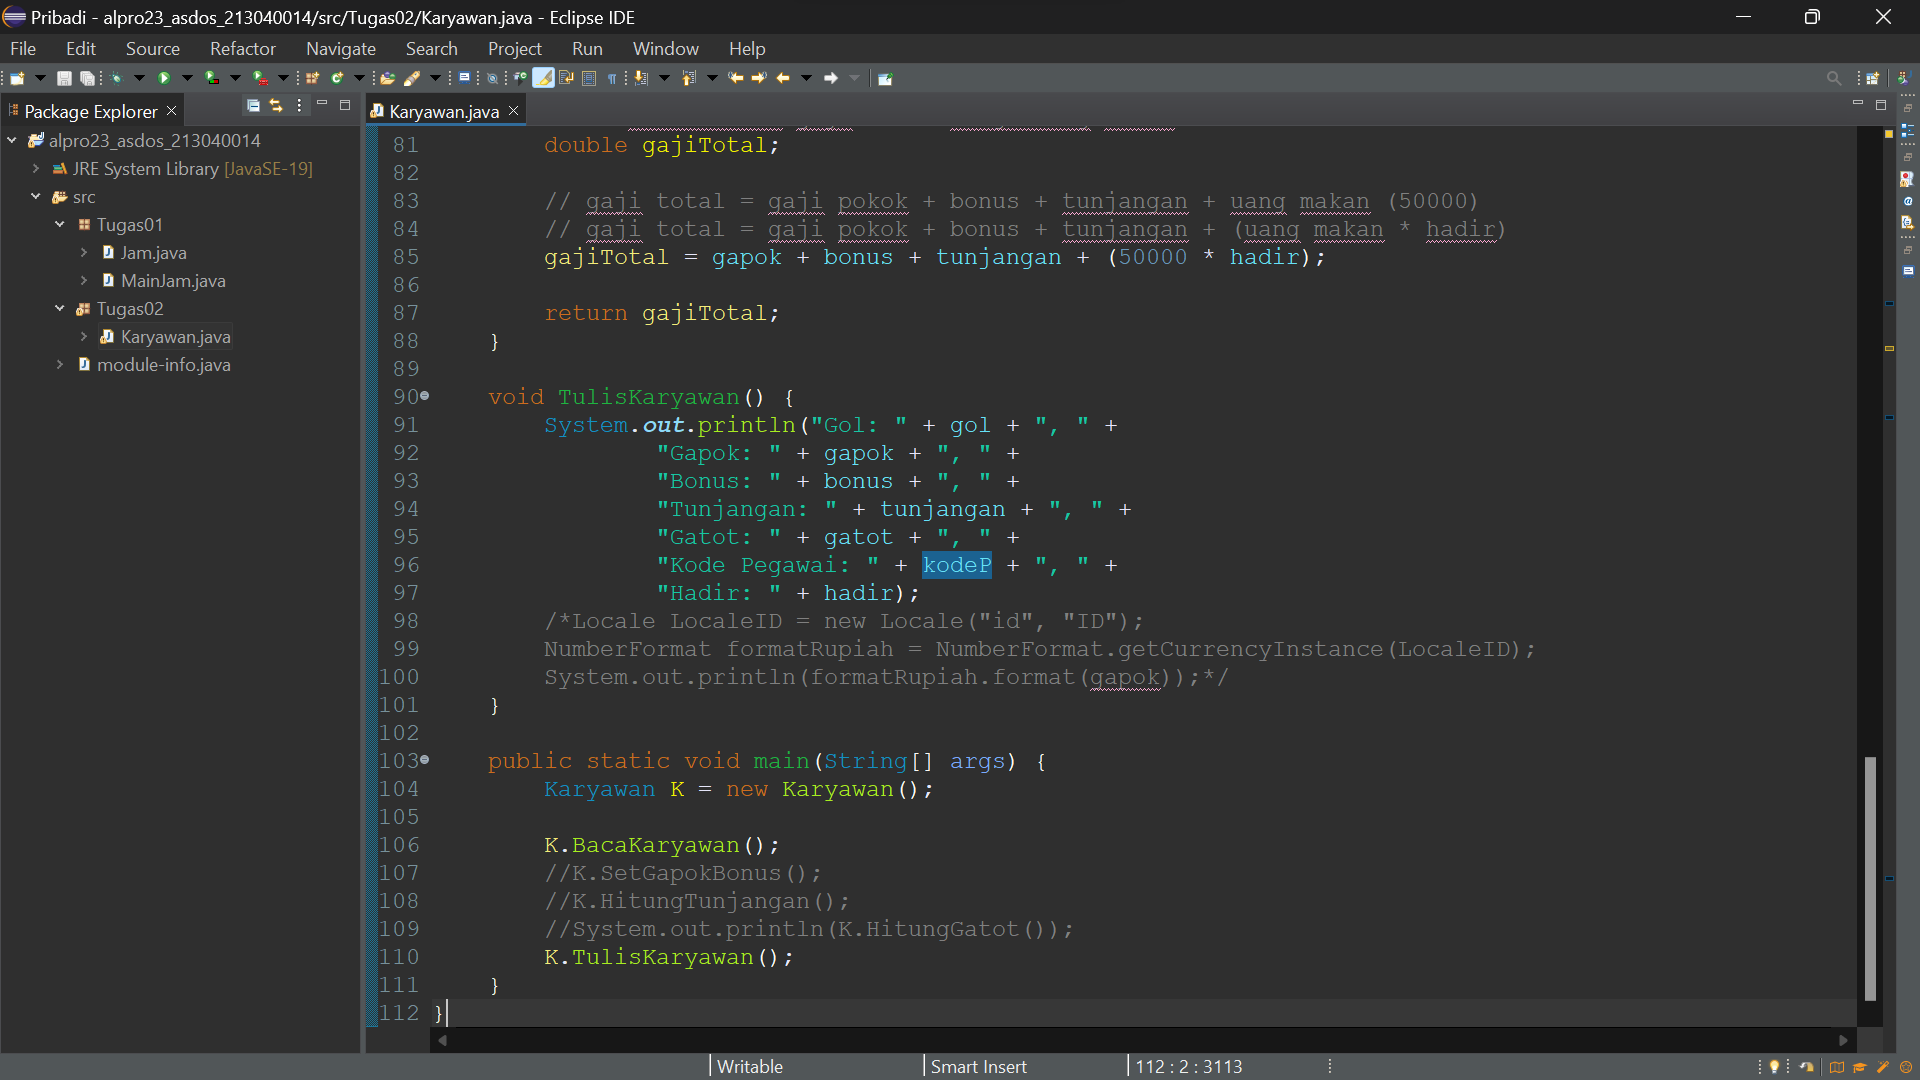 Pribadi - alpro23_asdos_213040014/src/Tugas02/Karyawan.java - Eclipse IDE
File Edit Source Refactor Navigate Search Project Run Window Help
Package Explorer
Karyawan.java
alpro23_asdos_213040014
JRE System Library [JavaSE-19]
src
Tugas01
Jam.java
MainJam.java
Tugas02
Karyawan.java
module-info.java
81 double gajiTotal;
82
83 // gaji total = gaji pokok + bonus + tunjangan + uang makan (50000)
84 // gaji total = gaji pokok + bonus + tunjangan + (uang makan * hadir)
85 gajiTotal = gapok + bonus + tunjangan + (50000 * hadir);
86
87 return gajiTotal;
88 }
89
90 void TulisKaryawan() {
91 System.out.println("Gol: " + gol + ", " +
92 "Gapok: " + gapok + ", " +
93 "Bonus: " + bonus + ", " +
94 "Tunjangan: " + tunjangan + ", " +
95 "Gatot: " + gatot + ", " +
96 "Kode Pegawai: " + kodeP + ", " +
97 "Hadir: " + hadir);
98 /*Locale LocaleID = new Locale("id", "ID");
99 NumberFormat formatRupiah = NumberFormat.getCurrencyInstance(LocaleID);
100 System.out.println(formatRupiah.format(gapok));*/
101 }
102
103 public static void main(String[] args) {
104 Karyawan K = new Karyawan();
105
106 K.BacaKaryawan();
107 //K.SetGapokBonus();
108 //K.HitungTunjangan();
109 //System.out.println(K.HitungGatot());
110 K.TulisKaryawan();
111 }
112 }
Writable
Smart Insert
112 : 2 : 3113